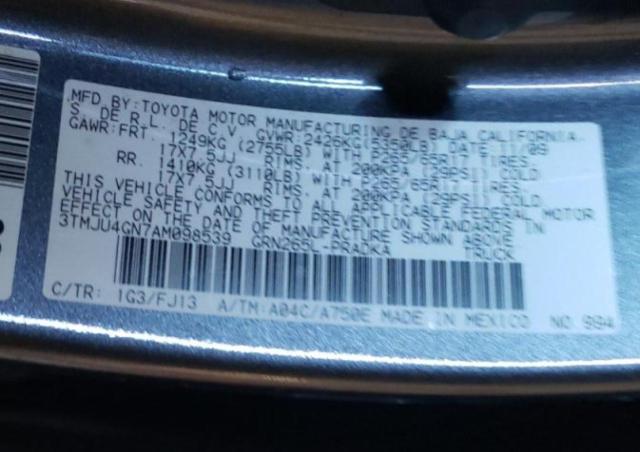 MFD BY: TOYOTA MOTOR MANUFACTURING DE BAJA CALIFORNIA
S. DE R.L. DE C.V. GVWR: 2426KG(5350LB) DATE 11/09
GAWR:FRT. 1249KG (2755LB) WITH P265/65R17 TIRES.
17X7.5JJ RIMS. AT 200KPA (29PSI) COLD
RR. 1410KG (3110LB) WITH P265/65R17 TIRES.
17X7.5JJ RIMS. AT 200KPA (29PSI) COLD
THIS VEHICLE CONFORMS TO ALL APPLICABLE FEDERAL MOTOR
VEHICLE SAFETY AND THEFT PREVENTION STANDARDS IN
EFFECT ON THE DATE OF MANUFACTURE SHOWN ABOVE.
3TMJU4GN7AM098539 GRN265L-PRADKA TRUCK
C/TR: 1G3/FJ13 A/TM: A04C/A750E MADE IN MEXICO NO. 994